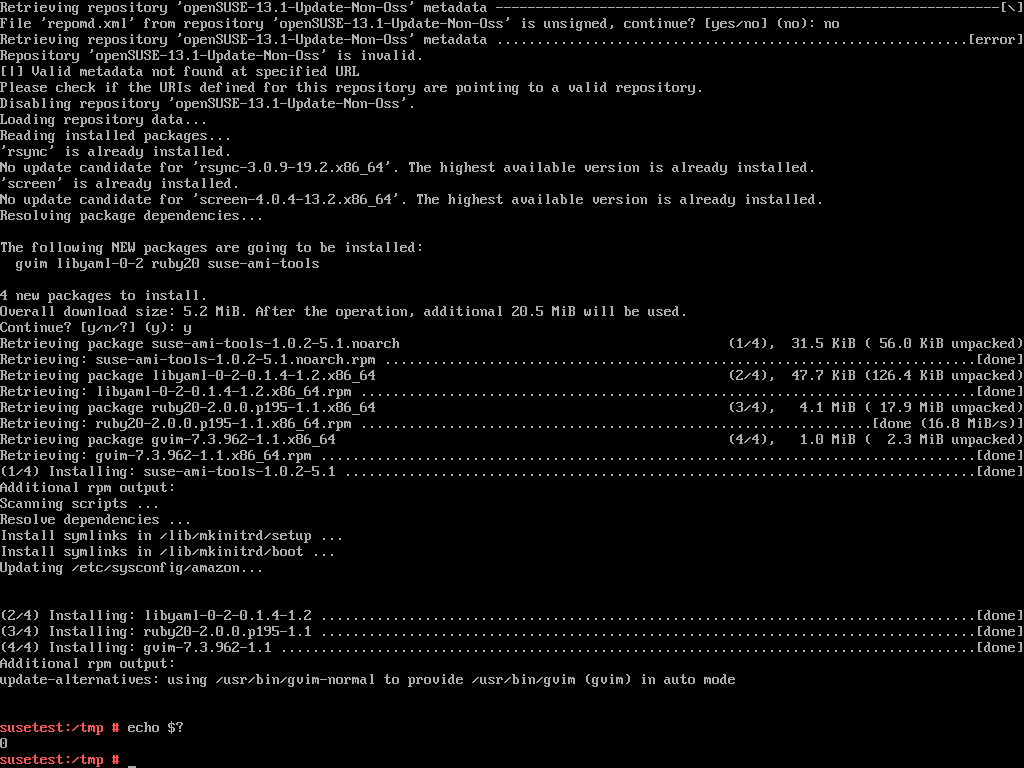 Retrieving repository 'openSUSE-13.1-Update-Non-Oss' metadata ---------------------------------------------------------------[\]
File 'repomd.xml' from repository 'openSUSE-13.1-Update-Non-Oss' is unsigned, continue? [yes/no] (no): no
Retrieving repository 'openSUSE-13.1-Update-Non-Oss' metadata ...........................................................[error]
Repository 'openSUSE-13.1-Update-Non-Oss' is invalid.
[|] Valid metadata not found at specified URL
Please check if the URIs defined for this repository are pointing to a valid repository.
Disabling repository 'openSUSE-13.1-Update-Non-Oss'.
Loading repository data...
Reading installed packages...
'rsync' is already installed.
No update candidate for 'rsync-3.0.9-19.2.x86_64'. The highest available version is already installed.
'screen' is already installed.
No update candidate for 'screen-4.0.4-13.2.x86_64'. The highest available version is already installed.
Resolving package dependencies...
The following NEW packages are going to be installed:
  gvim libyaml-0-2 ruby20 suse-ami-tools
4 new packages to install.
Overall download size: 5.2 MiB. After the operation, additional 20.5 MiB will be used.
Continue? [y/n/?] (y): y
Retrieving package suse-ami-tools-1.0.2-5.1.noarch                                         (1/4),  31.5 KiB ( 56.0 KiB unpacked)
Retrieving: suse-ami-tools-1.0.2-5.1.noarch.rpm ..........................................................................[done]
Retrieving package libyaml-0-2-0.1.4-1.2.x86_64                                            (2/4),  47.7 KiB (126.4 KiB unpacked)
Retrieving: libyaml-0-2-0.1.4-1.2.x86_64.rpm .............................................................................[done]
Retrieving package ruby20-2.0.0.p195-1.1.x86_64                                            (3/4),   4.1 MiB ( 17.9 MiB unpacked)
Retrieving: ruby20-2.0.0.p195-1.1.x86_64.rpm ................................................................[done (16.8 MiB/s)]
Retrieving package gvim-7.3.962-1.1.x86_64                                                 (4/4),   1.0 MiB (  2.3 MiB unpacked)
Retrieving: gvim-7.3.962-1.1.x86_64.rpm ..................................................................................[done]
(1/4) Installing: suse-ami-tools-1.0.2-5.1 ...............................................................................[done]
Additional rpm output:
Scanning scripts ...
Resolve dependencies ...
Install symlinks in /lib/mkinitrd/setup ...
Install symlinks in /lib/mkinitrd/boot ...
Updating /etc/sysconfig/amazon...
(2/4) Installing: libyaml-0-2-0.1.4-1.2 ..................................................................................[done]
(3/4) Installing: ruby20-2.0.0.p195-1.1 ..................................................................................[done]
(4/4) Installing: gvim-7.3.962-1.1 .......................................................................................[done]
Additional rpm output:
update-alternatives: using /usr/bin/gvim-normal to provide /usr/bin/gvim (gvim) in auto mode
susetest:/tmp # echo $?
0
susetest:/tmp # _